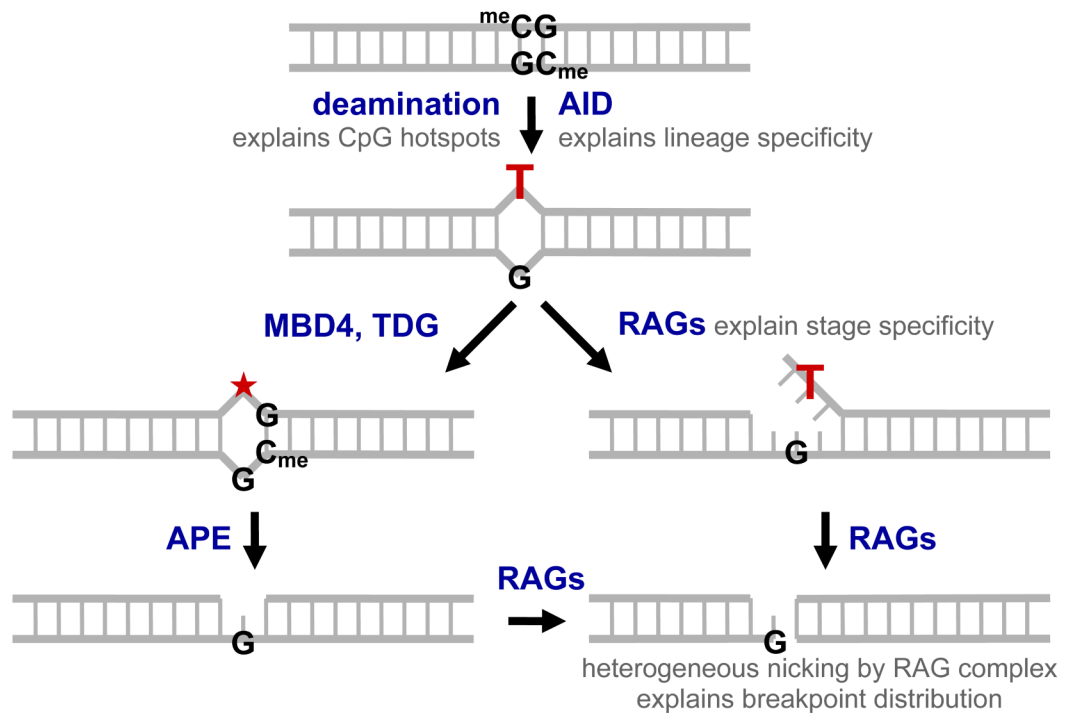 meCG
GCme
deamination AID
explains CpG hotspots explains lineage specificity
T
G
MBD4, TDG RAGs explain stage specificity
T
G
Cme
G
G
APE RAGs
RAGs
G
G
heterogeneous nicking by RAG complex
explains breakpoint distribution